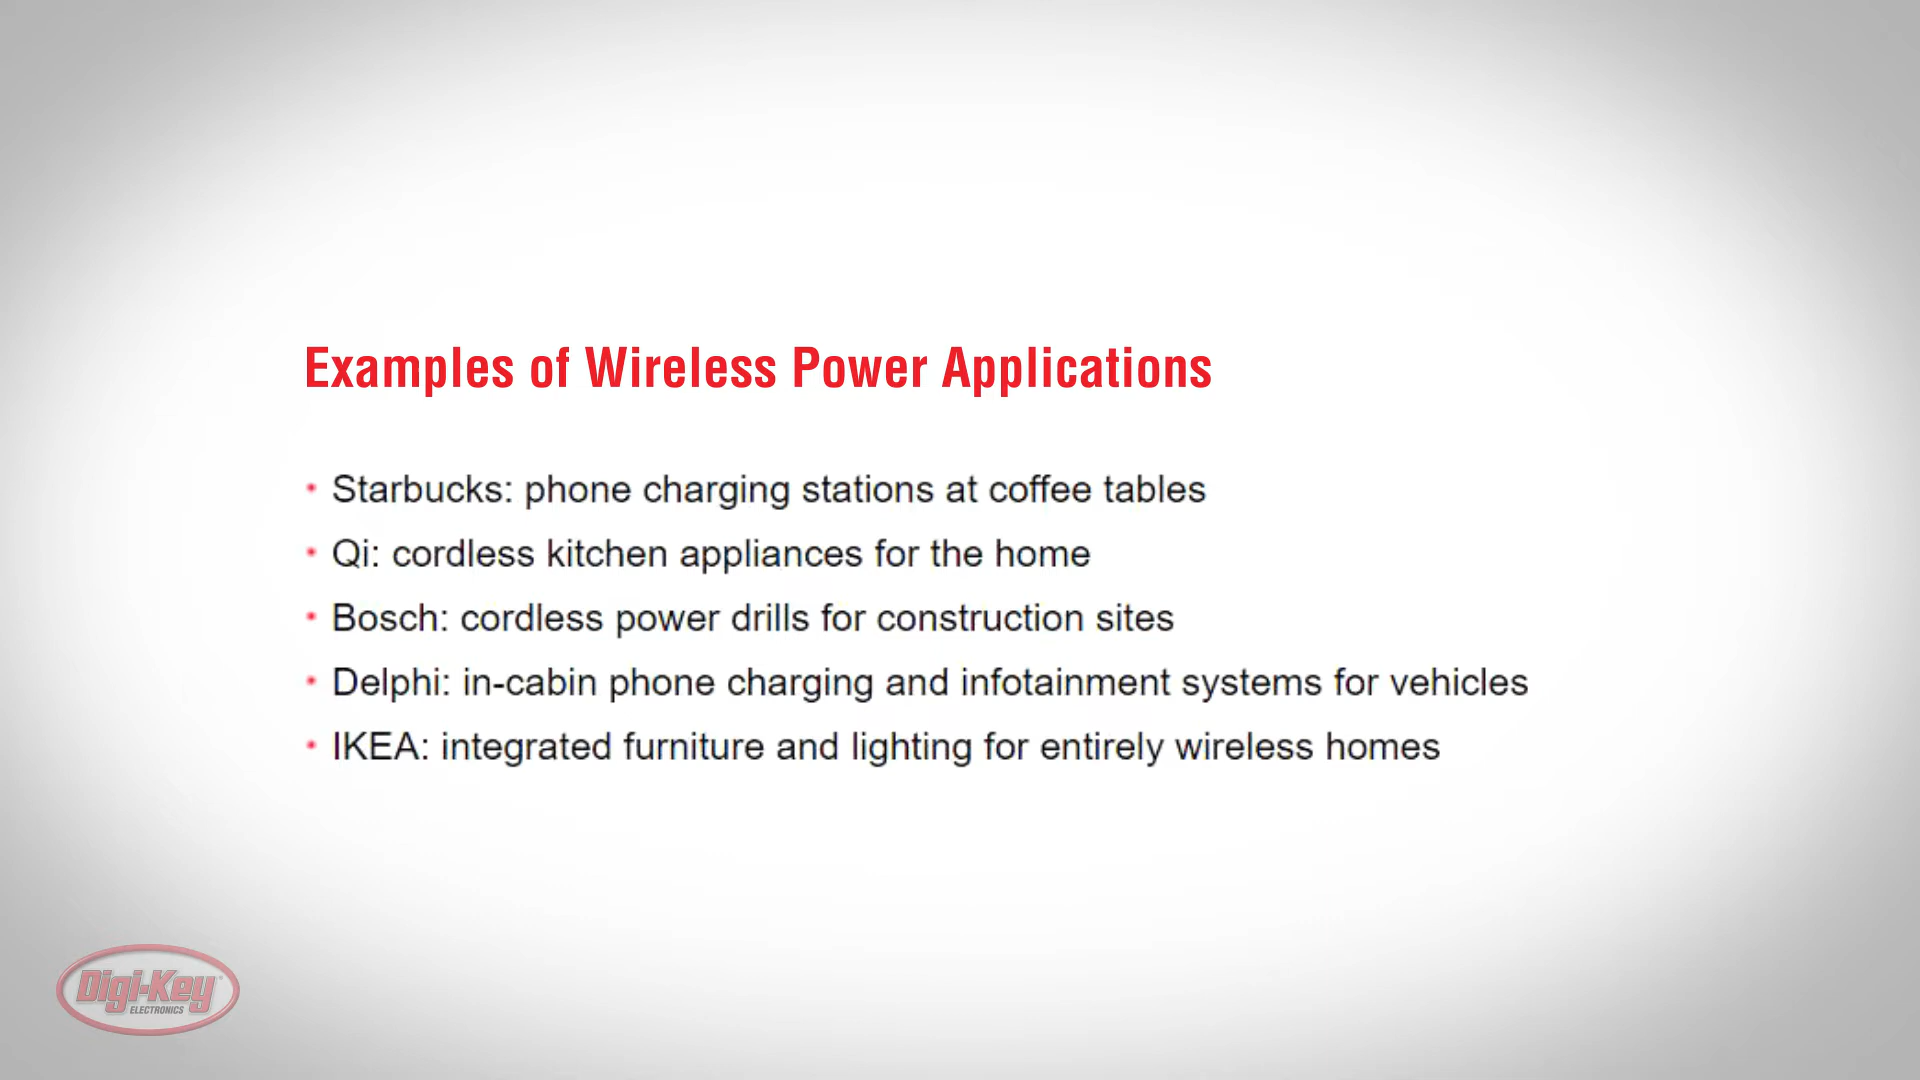 Examples of Wireless Power Applications
• Starbucks: phone charging stations at coffee tables
• Qi: cordless kitchen appliances for the home
• Bosch: cordless power drills for construction sites
• Delphi: in-cabin phone charging and infotainment systems for vehicles
• IKEA: integrated furniture and lighting for entirely wireless homes
Digi-Key
ELECTRONICS